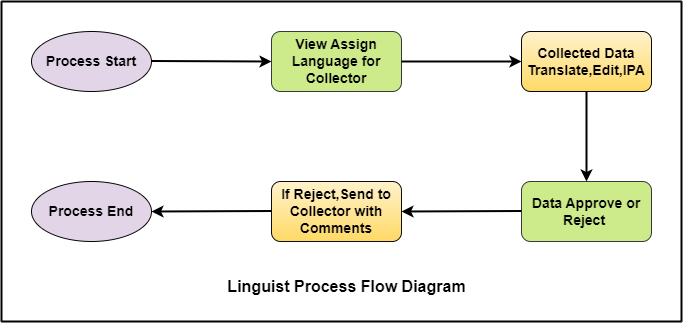 Process Start
View Assign
Language for
Collector
Collected Data
Translate,Edit,IPA
Process End
If Reject,Send to
Collector with
Comments
Data Approve or
Reject
Linguist Process Flow Diagram